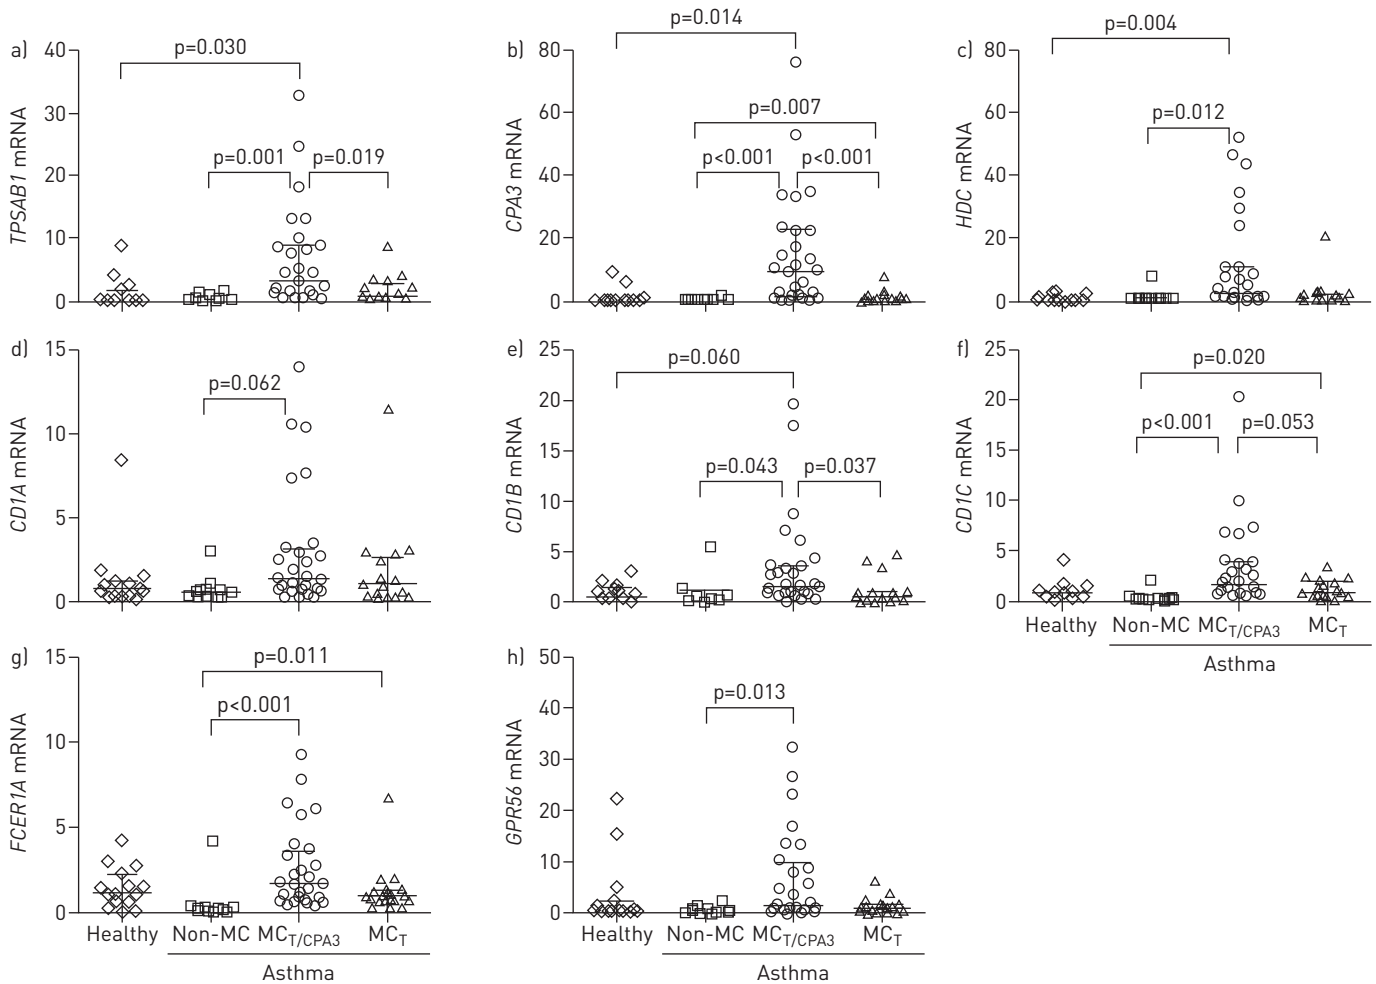 a)
TPSAB1 mRNA
40
30
20
10
0
p=0.030
p=0.001
p=0.019
b)
CPA3 mRNA
80
60
40
20
0
p=0.014
p=0.007
p<0.001
p<0.001
c)
HDC mRNA
80
60
40
20
0
p=0.004
p=0.012
d)
CD1A mRNA
15
10
5
0
p=0.062
e)
CD1B mRNA
25
20
15
10
5
0
p=0.060
p=0.043
p=0.037
f)
CD1C mRNA
25
20
15
10
5
0
p=0.020
p<0.001
p=0.053
Healthy Non-MC MCT/CPA3 MCT
Asthma
g)
FCER1A mRNA
15
10
5
0
p=0.011
p<0.001
Healthy Non-MC MCT/CPA3 MCT
Asthma
h)
GPR56 mRNA
50
40
30
20
10
0
p=0.013
Healthy Non-MC MCT/CPA3 MCT
Asthma